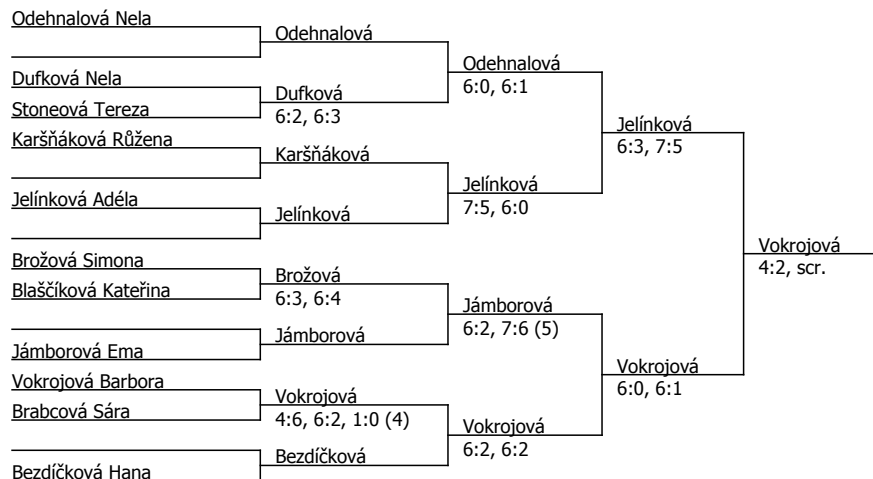 Odehnalová Nela
Odehnalová
Odehnalová
6:0, 6:1
Dufková Nela
Dufková
Stoneová Tereza
6:2, 6:3
Jelínková
6:3, 7:5
Karšňáková Růžena
Karšňáková
Jelínková
7:5, 6:0
Jelínková Adéla
Jelínková
Vokrojová
4:2, scr.
Brožová Simona
Brožová
Blaščíková Kateřina
6:3, 6:4
Jámborová
6:2, 7:6 (5)
Jámborová
Jámborová Ema
Vokrojová
6:0, 6:1
Vokrojová Barbora
Vokrojová
Brabcová Sára
4:6, 6:2, 1:0 (4)
Vokrojová
6:2, 6:2
Bezdíčková
Bezdíčková Hana